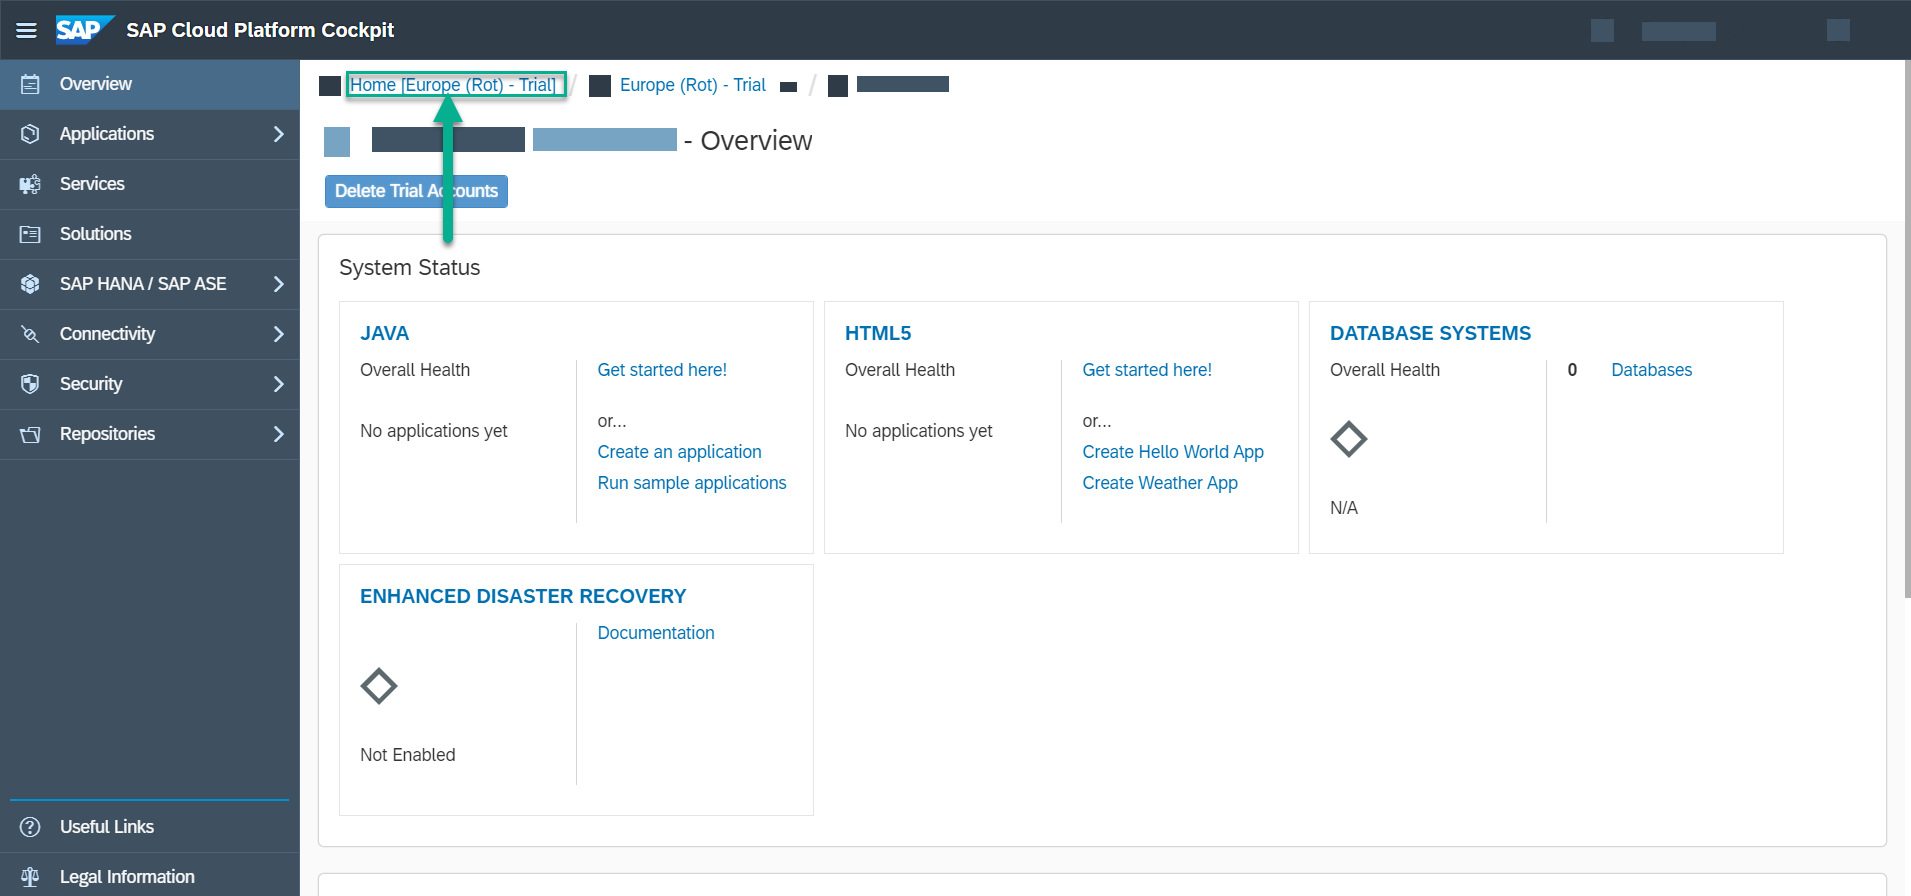 SAP SAP Cloud Platform Cockpit
Overview
Applications
Services
Solutions
SAP HANA / SAP ASE
Connectivity
Security
Repositories
Useful Links
Legal Information
Home [Europe (Rot) - Trial] / Europe (Rot) - Trial /
- Overview
Delete Trial Accounts
System Status
JAVA
Overall Health
No applications yet
Get started here!
or...
Create an application
Run sample applications
HTML5
Overall Health
No applications yet
Get started here!
or...
Create Hello World App
Create Weather App
DATABASE SYSTEMS
Overall Health
N/A
0 Databases
ENHANCED DISASTER RECOVERY
Not Enabled
Documentation